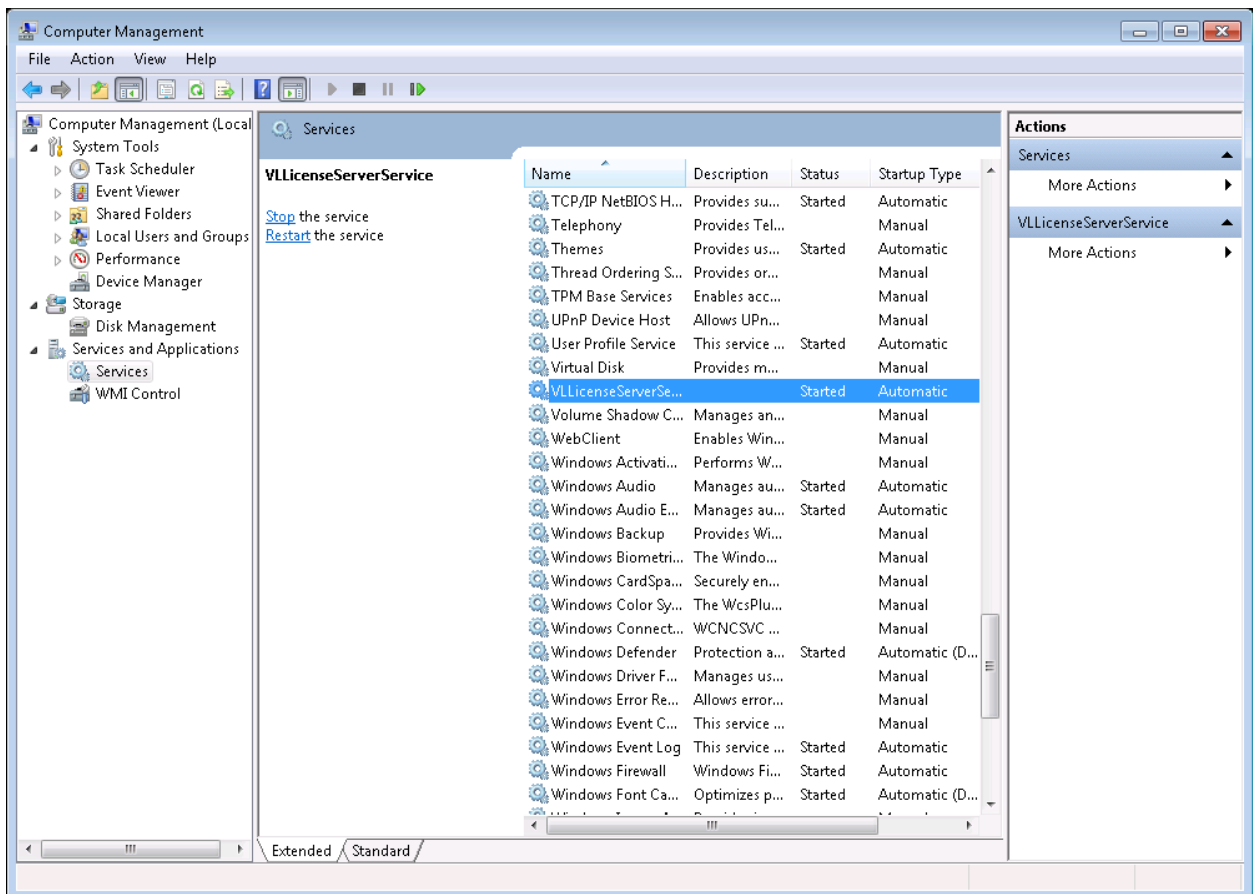 Computer Management
File Action View Help
Computer Management (Local
System Tools
Task Scheduler
Event Viewer
Shared Folders
Local Users and Groups
Performance
Device Manager
Storage
Disk Management
Services and Applications
Services
WMI Control
Services
VLLicenseServerService
Stop the service
Restart the service
Name Description Status Startup Type
TCP/IP NetBIOS H... Provides su... Started Automatic
Telephony Provides Tel... Manual
Themes Provides us... Started Automatic
Thread Ordering S... Provides or... Manual
TPM Base Services Enables acc... Manual
UPnP Device Host Allows UPn... Manual
User Profile Service This service ... Started Automatic
Virtual Disk Provides m... Manual
VLLicenseServerSe... Started Automatic
Volume Shadow C... Manages an... Manual
WebClient Enables Win... Manual
Windows Activati... Performs W... Manual
Windows Audio Manages au... Started Automatic
Windows Audio E... Manages au... Started Automatic
Windows Backup Provides Wi... Manual
Windows Biometri... The Windo... Manual
Windows CardSpa... Securely en... Manual
Windows Color Sy... The WcsPlu... Manual
Windows Connect... WCNCSVC ... Manual
Windows Defender Protection a... Started Automatic (D...
Windows Driver F... Manages us... Manual
Windows Error Re... Allows error... Manual
Windows Event C... This service ... Manual
Windows Event Log This service ... Started Automatic
Windows Firewall Windows Fi... Started Automatic
Windows Font Ca... Optimizes p... Started Automatic (D...
Extended Standard
Actions
Services
More Actions
VLLicenseServerService
More Actions